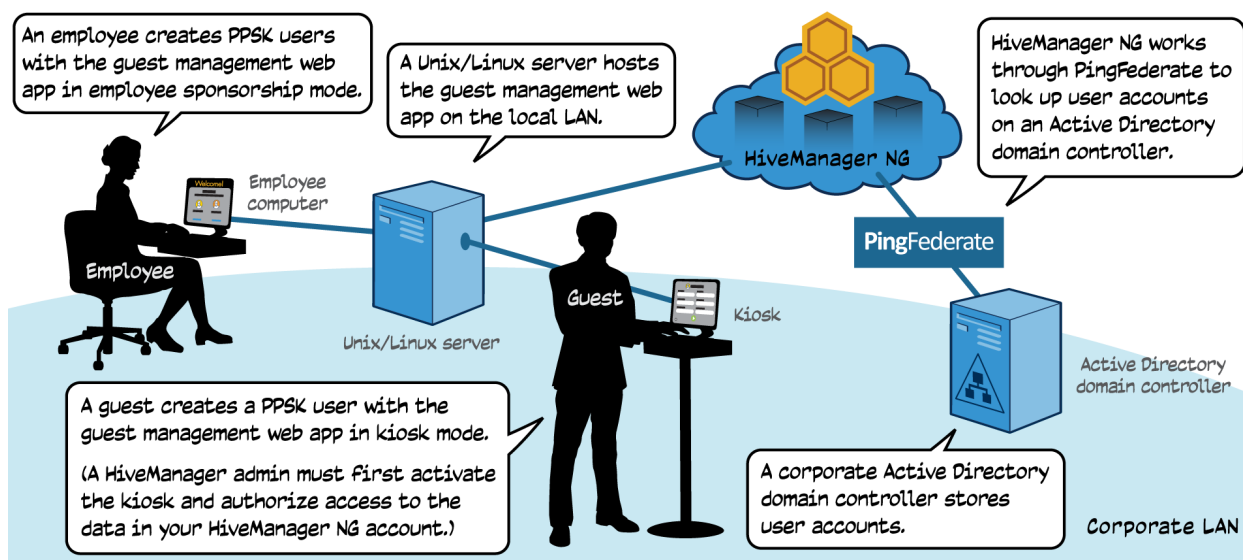 An employee creates PPSK users
with the guest management web
app in employee sponsorship mode.
A Unix/Linux server hosts
the guest management web
app on the local LAN.
HiveManager NG works
through PingFederate to
look up user accounts
on an Active Directory
domain controller.
HiveManager NG
Welcome!
Employee
computer
Employee
PingFederate
Guest
Kiosk
Unix/Linux server
Active Directory
domain controller
A guest creates a PPSK user with the
guest management web app in kiosk mode.
(A HiveManager admin must first activate
the kiosk and authorize access to the
data in your HiveManager NG account.)
A corporate Active Directory
domain controller stores
user accounts.
Corporate LAN